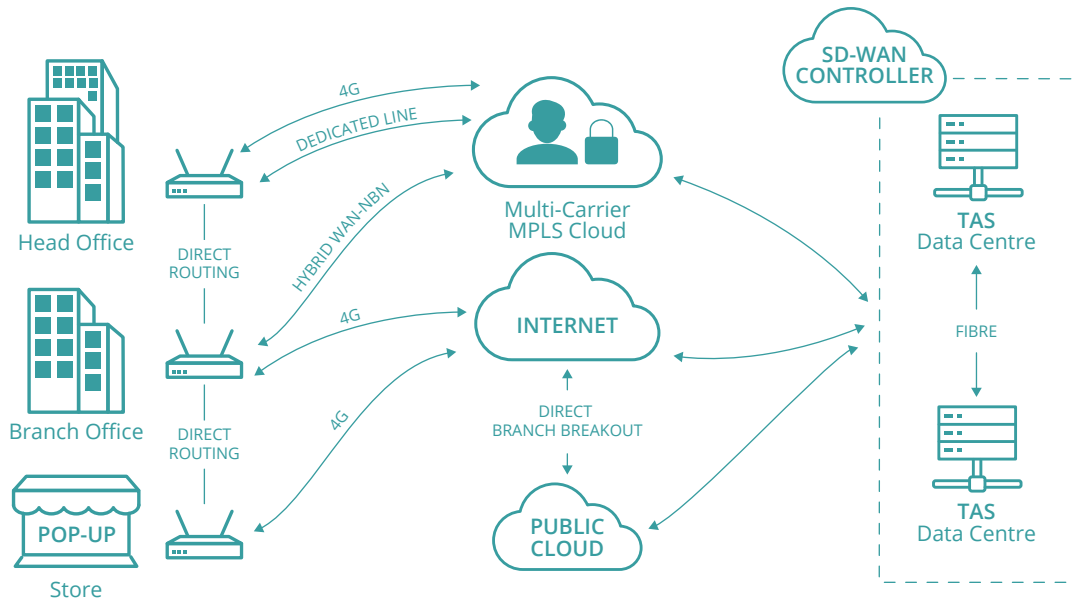 SD-WAN
CONTROLLER
4G
DEDICATED LINE
Head Office
DIRECT
ROUTING
HYBRID WAN-NBN
Multi-Carrier
MPLS Cloud
TAS
Data Centre
4G
INTERNET
FIBRE
Branch Office
DIRECT
ROUTING
4G
DIRECT
BRANCH BREAKOUT
POP-UP
Store
PUBLIC
CLOUD
TAS
Data Centre